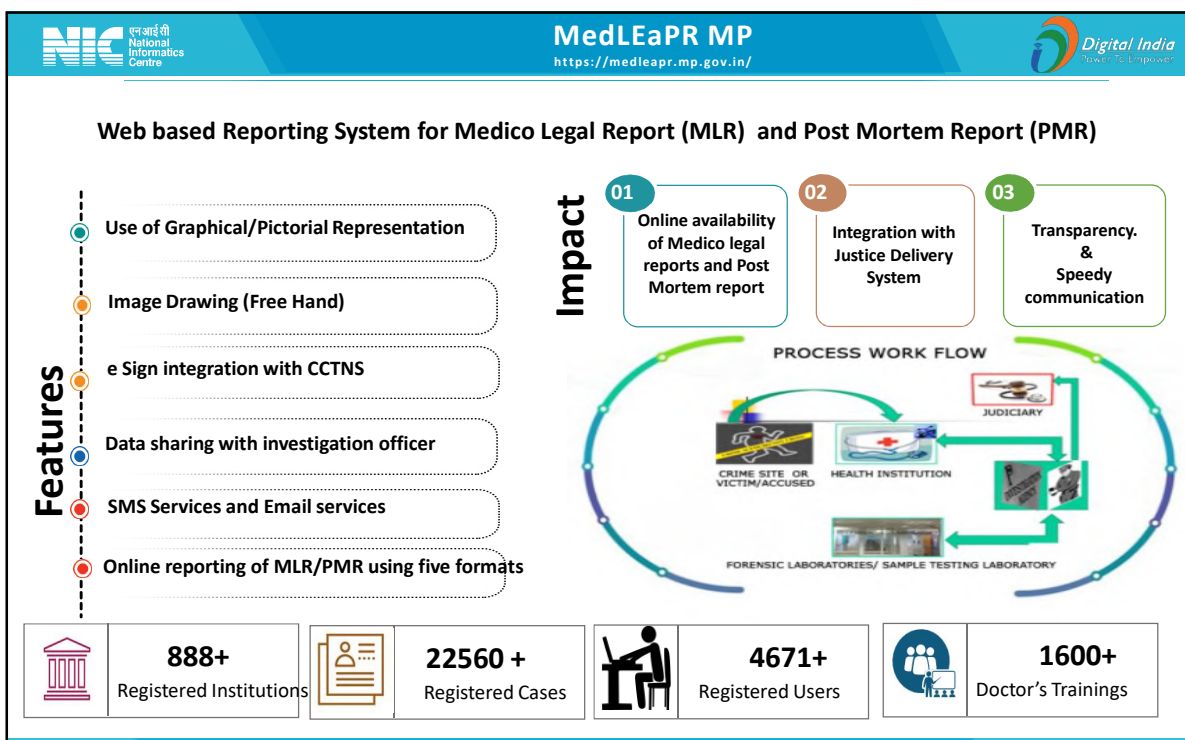 NIC
एन आई सी
National
Informatics
Centre
MedLEaPR MP
https://medleapr.mp.gov.in/
Digital India
Power To Empower
Web based Reporting System for Medico Legal Report (MLR) and Post Mortem Report (PMR)
Features
Use of Graphical/Pictorial Representation
Image Drawing (Free Hand)
e Sign integration with CCTNS
Data sharing with investigation officer
SMS Services and Email services
Online reporting of MLR/PMR using five formats
Impact
01
Online availability
of Medico legal
reports and Post
Mortem report
02
Integration with
Justice Delivery
System
03
Transparency.
&
Speedy
communication
PROCESS WORK FLOW
JUDICIARY
CRIME SITE OR
VICTIM/ACCUSED
HEALTH INSTITUTION
FORENSIC LABORATORIES/ SAMPLE TESTING LABORATORY
888+
Registered Institutions
22560 +
Registered Cases
4671+
Registered Users
1600+
Doctor's Trainings